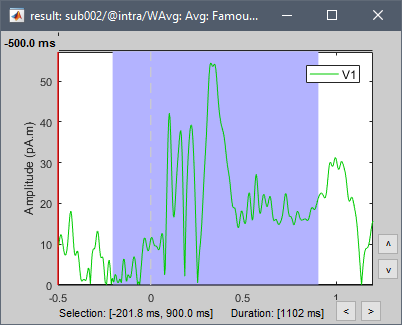 result: sub002/@intra/WAvg: Avg: Famou...
-500.0 ms
V1
Amplitude (pA.m)
50
40
30
20
10
0
-0.5 0 0.5 1
Selection: [-201.8 ms, 900.0 ms] Duration: [1102 ms] < >